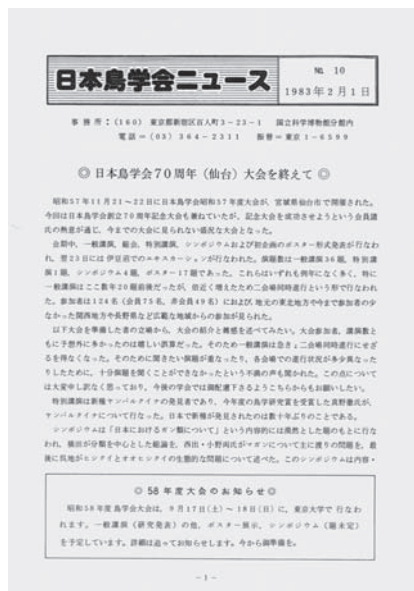 日本鳥学会ニュース
№ 10
1983年2月1日
事務所：(160) 東京都新宿区百人町3－23－1 国立科学博物館分館内
電話＝(03) 364－2311 振替＝東京1－6599
◎ 日本鳥学会70周年（仙台）大会を終えて ◎
昭和57年11月21～22日に日本鳥学会昭和57年度大会が、宮城県仙台市で開催された。
今回は日本鳥学会創立70周年記念大会も兼ねていたが、記念大会を成功させようという会員諸
氏の熱意が通じ、今までの大会に見られない盛況な大会となった。
会期中、一般講演、総会、特別講演、シンポジウムおよび初企画のポスター形式発表が行なわ
れ、翌23日には伊豆沼でのエキスカーションが行なわれた。演題数は一般講演36題、特別講
演1題、シンポジウム4題、ポスター17題であった。これらはいずれも例年になく多く、特に
一般講演はここ数年20題前後だったが、倍近く増えたため二会場同時進行という形で行なわれ
た。参加者は124名（会員75名、非会員49名）におよび、地元の東北地方や今まで参加者の少
なかった関西地方や長野県など広範な地域からの参加が見られた。
以下大会を準備した者の立場から、大会の紹介と雑感を述べてみたい。大会参加者、講演数と
もに予想外に多かったのは嬉しい誤算だった。そのため一般講演は急きょ二会場同時進行にせざ
るを得なくなった。そのために聞きたい演題が重なったり、各会場での進行状況が多少異なった
りしたために、十分演題を聞くことができなかったという不満の声も聞かれた。この点について
は大変申し訳なく思っており、今後の学会では御配慮下さるようこちらからもお願いしたい。
特別講演は新種ヤンバルクイナの発見者であり、今年度の鳥学研究賞を受賞した真野徹氏が、
ヤンバルクイナについて行なった。日本で新種が発見されたのは数十年ぶりのことである。
シンポジウムは「日本におけるガン類について」という内容的には漠然とした題のもとに行な
われ、横田が分類を中心とした総論を、西出・小野両氏がマガンについて主に渡りの問題を、最
後に呉地がヒシクイとオオヒシクイの生態的な問題について述べた。このシンポジウムは内容・
◎ 58年度大会のお知らせ ◎
昭和58年度鳥学会大会は、9月17日(土)～18日(日)に、東京大学で行なわ
れます。一般講演（研究発表）の他、ポスター展示、シンポジウム（題未定）
を予定しています。詳細は追ってお知らせします。今から御準備を。
－1－